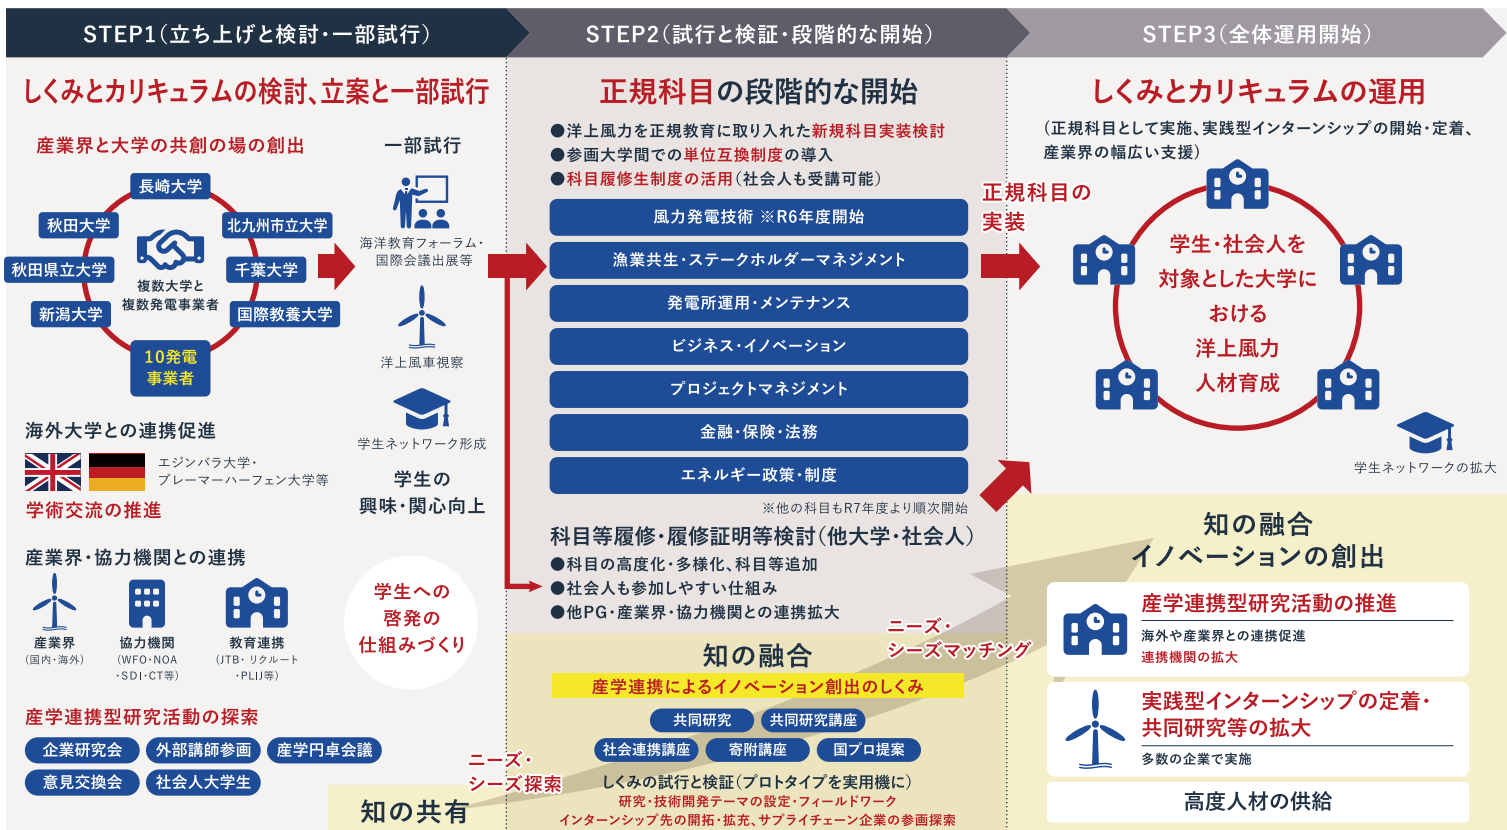 STEP1（立ち上げと検討・一部試行）
しくみとカリキュラムの検討、立案と一部試行
産業界と大学の共創の場の創出
長崎大学
秋田大学
北九州市立大学
秋田県立大学
千葉大学
新潟大学
国際教養大学
複数大学と
複数発電事業者
10発電
事業者
海外大学との連携促進
エジンバラ大学・
ブレーマーハーフェン大学等
学術交流の推進
産業界・協力機関との連携
産業界
（国内・海外）
協力機関
（WFO・NOA
・SDI・CT等）
教育連携
（JTB・リクルート
・PLIJ等）
産学連携型研究活動の探索
企業研究会
外部講師参画
産学円卓会議
意見交換会
社会人大学生
一部試行
海洋教育フォーラム・
国際会議出展等
洋上風車視察
学生ネットワーク形成
学生の
興味・関心向上
学生への
啓発の
仕組みづくり
知の共有
ニーズ・
シーズ探索
STEP2（試行と検証・段階的な開始）
正規科目の段階的な開始
●洋上風力を正規教育に取り入れた新規科目実装検討
●参画大学間での単位互換制度の導入
●科目履修生制度の活用（社会人も受講可能）
風力発電技術 ※R6年度開始
漁業共生・ステークホルダーマネジメント
発電所運用・メンテナンス
ビジネス・イノベーション
プロジェクトマネジメント
金融・保険・法務
エネルギー政策・制度
※他の科目もR7年度より順次開始
科目等履修・履修証明等検討（他大学・社会人）
●科目の高度化・多様化、科目等追加
●社会人も参加しやすい仕組み
●他PG・産業界・協力機関との連携拡大
知の融合
産学連携によるイノベーション創出のしくみ
共同研究
共同研究講座
社会連携講座
寄附講座
国プロ提案
しくみの試行と検証（プロトタイプを実用機に）
研究・技術開発テーマの設定・フィールドワーク
インターンシップ先の開拓・拡充、サプライチェーン企業の参画探索
ニーズ・
シーズマッチング
正規科目の
実装
STEP3（全体運用開始）
しくみとカリキュラムの運用
（正規科目として実施、実践型インターンシップの開始・定着、
産業界の幅広い支援）
学生・社会人を
対象とした大学に
おける
洋上風力
人材育成
学生ネットワークの拡大
知の融合
イノベーションの創出
産学連携型研究活動の推進
海外や産業界との連携促進
連携機関の拡大
実践型インターンシップの定着・
共同研究等の拡大
多数の企業で実施
高度人材の供給